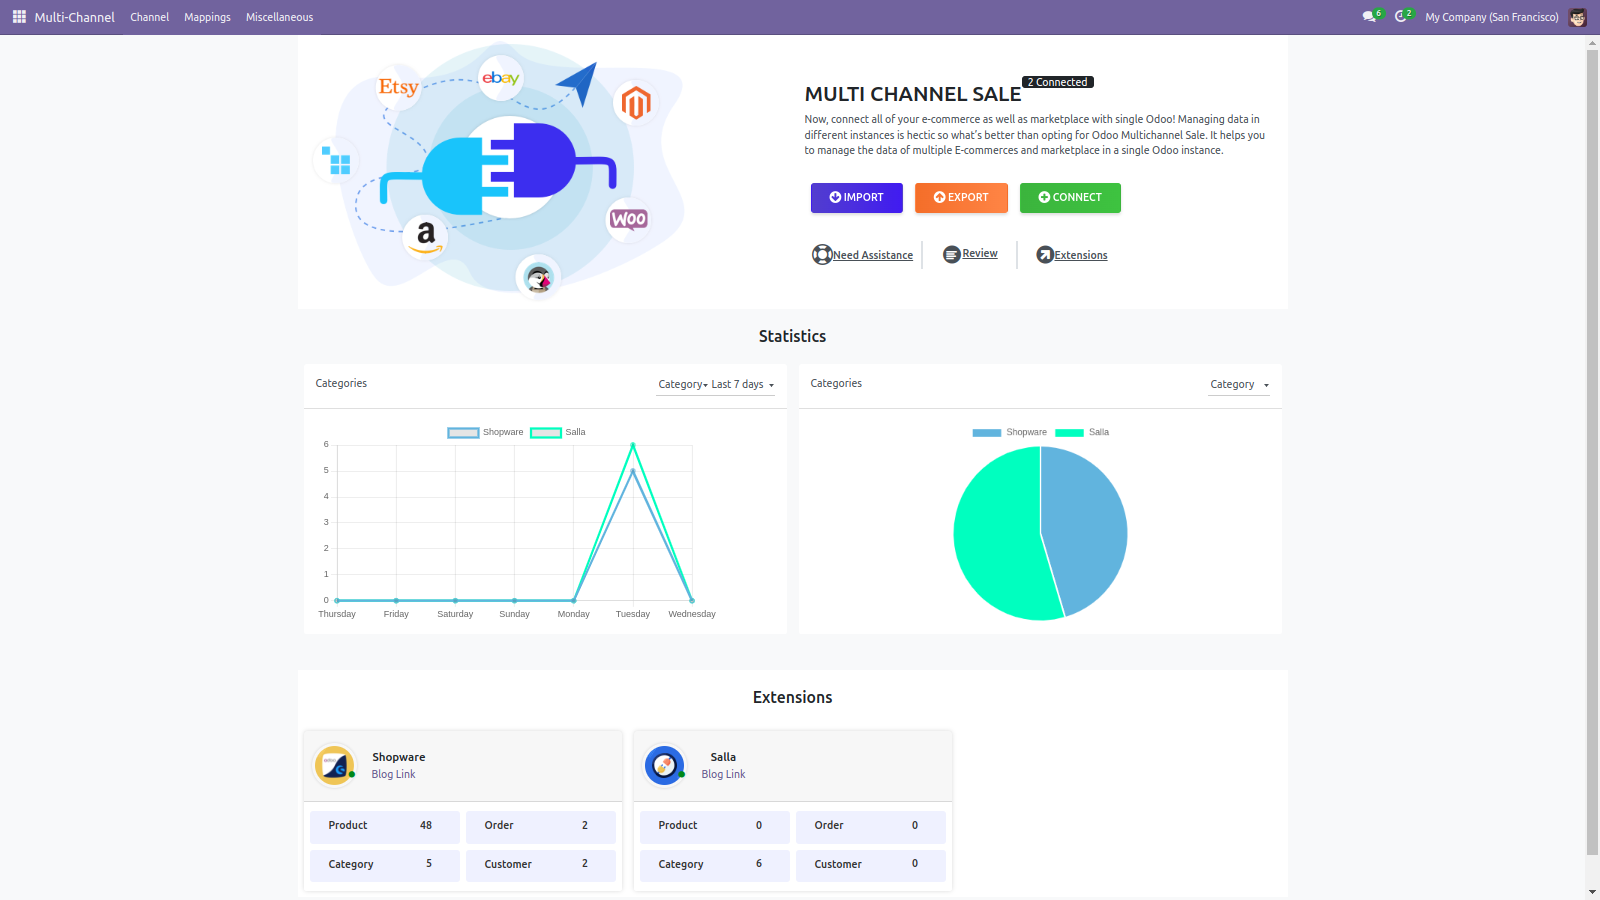 Multi-Channel Channel Mappings Miscellaneous 6 2 My Company (San Francisco)
Etsy
ebay
WOO
a
MULTI CHANNEL SALE 2 Connected
Now, connect all of your e-commerce as well as marketplace with single Odoo! Managing data in
different instances is hectic so what's better than opting for Odoo Multichannel Sale. It helps you
to manage the data of multiple E-commerces and marketplace in a single Odoo instance.
IMPORT EXPORT CONNECT
Need Assistance Review Extensions
Statistics
Categories Category Last 7 days
Shopware Salla
6
5
4
3
2
1
0
Thursday Friday Saturday Sunday Monday Tuesday Wednesday
Categories Category
Shopware Salla
Extensions
Shopware
Blog Link
Product 48 Order 2
Category 5 Customer 2
Salla
Blog Link
Product 0 Order 0
Category 6 Customer 0